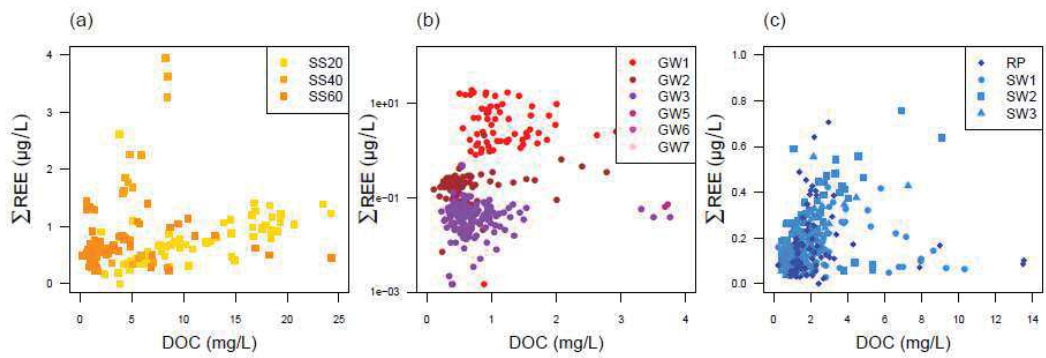 (a)
∑REE (µg/L)
4
3
2
1
0
SS20
SS40
SS60
0 5 10 15 20 25
DOC (mg/L)
(b)
∑REE (µg/L)
1e+01
1e−01
1e−03
GW1
GW2
GW3
GW5
GW6
GW7
0 1 2 3 4
DOC (mg/L)
(c)
∑REE (µg/L)
1.0
0.8
0.6
0.4
0.2
0.0
RP
SW1
SW2
SW3
0 2 4 6 8 10 12 14
DOC (mg/L)